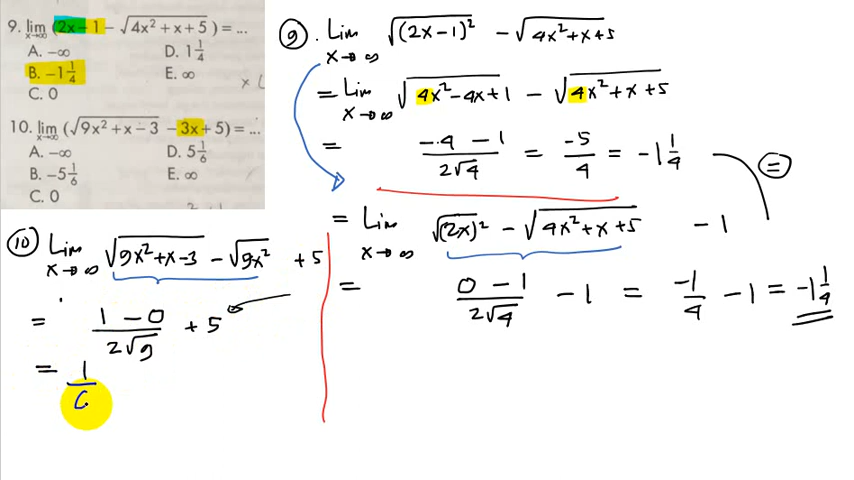 9. lim x→∞ (2x − 1 − √(4x² + x + 5)) = ...
A. −∞ D. 1 1/4
B. −1 1/4 E. ∞
C. 0
10. lim x→∞ (√(9x² + x − 3) − 3x + 5) = ...
A. −∞ D. 5 1/6
B. −5 1/6 E. ∞
C. 0
9. Lim x→∞ √((2x−1)²) − √(4x²+x+5)
= Lim x→∞ √(4x²−4x+1) − √(4x²+x+5)
= (−4 − 1)/(2√4) = −5/4 = −1 1/4
=
= Lim x→∞ √((2x)²) − √(4x²+x+5) − 1
= (0 − 1)/(2√4) − 1 = −1/4 − 1 = −1 1/4
10 Lim x→∞ √(9x²+x−3) − √(9x²) + 5
= (1 − 0)/(2√9) + 5
= 1/